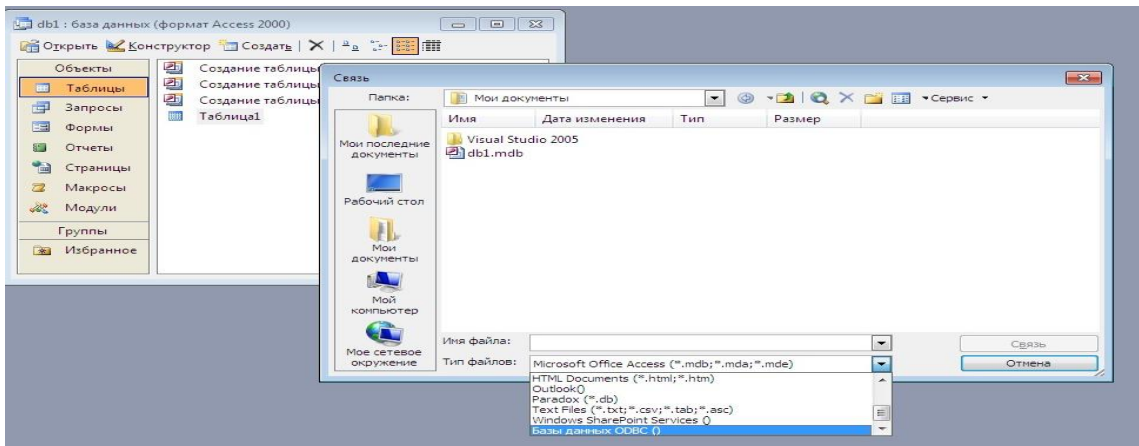 db1 : база данных (формат Access 2000)
Открыть Конструктор Создать
Объекты
Таблицы
Запросы
Формы
Отчеты
Страницы
Макросы
Модули
Группы
Избранное
Создание таблицы
Создание таблицы
Создание таблицы
Таблица1
Связь
Папка: Мои документы Сервис
Имя Дата изменения Тип Размер
Visual Studio 2005
db1.mdb
Мои последние
документы
Рабочий стол
Мои
документы
Мой
компьютер
Мое сетевое
окружение
Имя файла: Связь
Тип файлов: Microsoft Office Access (*.mdb;*.mda;*.mde) Отмена
HTML Documents (*.html;*.htm)
Outlook()
Paradox (*.db)
Text Files (*.txt;*.csv;*.tab;*.asc)
Windows SharePoint Services ()
Базы данных ODBC ()